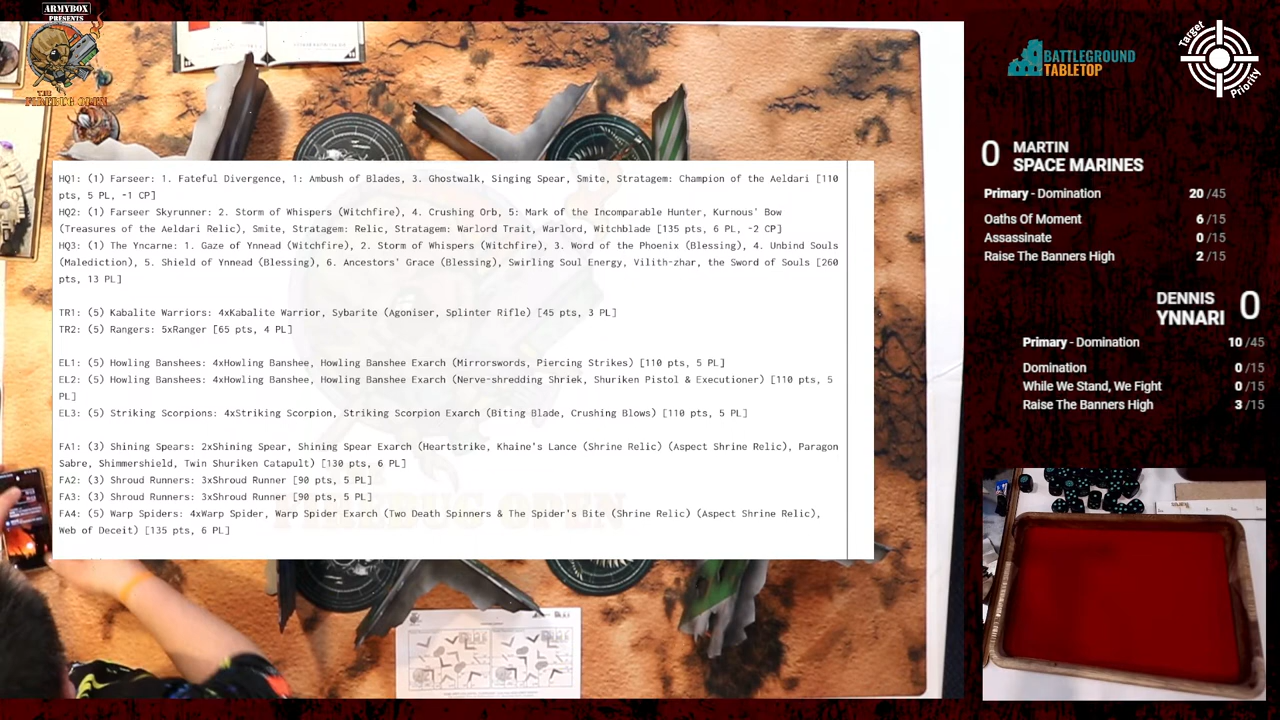 ARMYBOX
PRESENTS
THE
FIREBUG OPEN
HQ1: (1) Farseer: 1. Fateful Divergence, 1: Ambush of Blades, 3. Ghostwalk, Singing Spear, Smite, Stratagem: Champion of the Aeldari [110
pts, 5 PL, -1 CP]
HQ2: (1) Farseer Skyrunner: 2. Storm of Whispers (Witchfire), 4. Crushing Orb, 5: Mark of the Incomparable Hunter, Kurnous' Bow
(Treasures of the Aeldari Relic), Smite, Stratagem: Relic, Stratagem: Warlord Trait, Warlord, Witchblade [135 pts, 6 PL, -2 CP]
HQ3: (1) The Yncarne: 1. Gaze of Ynnead (Witchfire), 2. Storm of Whispers (Witchfire), 3. Word of the Phoenix (Blessing), 4. Unbind Souls
(Malediction), 5. Shield of Ynnead (Blessing), 6. Ancestors' Grace (Blessing), Swirling Soul Energy, Vilith-zhar, the Sword of Souls [260
pts, 13 PL]
TR1: (5) Kabalite Warriors: 4xKabalite Warrior, Sybarite (Agoniser, Splinter Rifle) [45 pts, 3 PL]
TR2: (5) Rangers: 5xRanger [65 pts, 4 PL]
EL1: (5) Howling Banshees: 4xHowling Banshee, Howling Banshee Exarch (Mirrorswords, Piercing Strikes) [110 pts, 5 PL]
EL2: (5) Howling Banshees: 4xHowling Banshee, Howling Banshee Exarch (Nerve-shredding Shriek, Shuriken Pistol & Executioner) [110 pts, 5
PL]
EL3: (5) Striking Scorpions: 4xStriking Scorpion, Striking Scorpion Exarch (Biting Blade, Crushing Blows) [110 pts, 5 PL]
FA1: (3) Shining Spears: 2xShining Spear, Shining Spear Exarch (Heartstrike, Khaine's Lance (Shrine Relic) (Aspect Shrine Relic), Paragon
Sabre, Shimmershield, Twin Shuriken Catapult) [130 pts, 6 PL]
FA2: (3) Shroud Runners: 3xShroud Runner [90 pts, 5 PL]
FA3: (3) Shroud Runners: 3xShroud Runner [90 pts, 5 PL]
FA4: (5) Warp Spiders: 4xWarp Spider, Warp Spider Exarch (Two Death Spinners & The Spider's Bite (Shrine Relic) (Aspect Shrine Relic),
Web of Deceit) [135 pts, 6 PL]
BATTLEGROUND
TABLETOP
Target
Priority
0 MARTIN
SPACE MARINES
Primary - Domination 20 /45
Oaths Of Moment 6 /15
Assassinate 0 /15
Raise The Banners High 2 /15
DENNIS 0
YNNARI
Primary - Domination 10 /45
Domination 0 /15
While We Stand, We Fight 0 /15
Raise The Banners High 3 /15